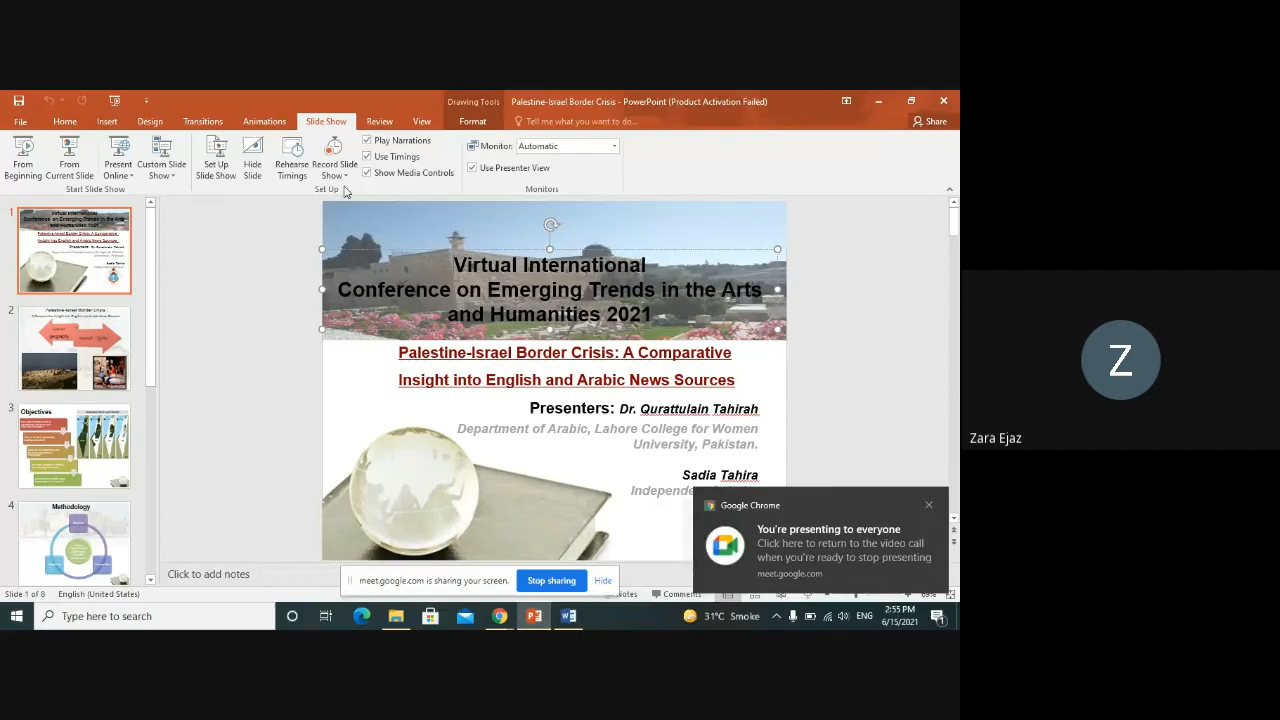 Drawing Tools
Palestine-Israel Border Crisis - PowerPoint (Product Activation Failed)
File Home Insert Design Transitions Animations Slide Show Review View Format Tell me what you want to do... Share
From Beginning
From Current Slide
Present Online
Custom Slide Show
Start Slide Show
Set Up Slide Show
Hide Slide
Rehearse Timings
Record Slide Show
Play Narrations
Use Timings
Show Media Controls
Set Up
Monitor: Automatic
Use Presenter View
Monitors
1
2
3
Objectives
4
Methodology
Virtual International
Conference on Emerging Trends in the Arts
and Humanities 2021
Palestine-Israel Border Crisis: A Comparative
Insight into English and Arabic News Sources
Presenters: Dr. Qurattulain Tahirah
Department of Arabic, Lahore College for Women
University, Pakistan.
Sadia Tahira
Google Chrome
You're presenting to everyone
Click here to return to the video call
when you're ready to stop presenting
meet.google.com
Click to add notes
meet.google.com is sharing your screen.
Stop sharing
Hide
Slide 1 of 8 English (United States)
Comments
Type here to search
31°C Smoke
ENG
2:55 PM
6/15/2021
Z
Zara Ejaz